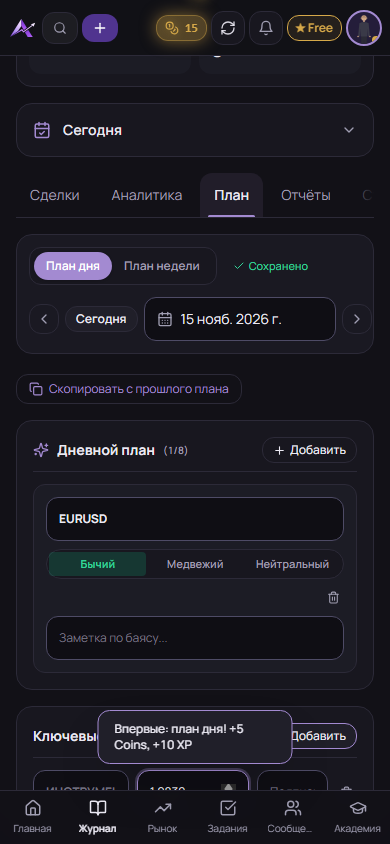 15
Free
Сегодня
Сделки
Аналитика
План
Отчёты
План дня
План недели
Сохранено
Сегодня
15 нояб. 2026 г.
Скопировать с прошлого плана
Дневной план (1/8)
Добавить
EURUSD
Бычий
Медвежий
Нейтральный
Заметка по баясу...
Впервые: план дня! +5
Coins, +10 XP
Добавить
Главная
Журнал
Рынок
Задания
Сообще...
Академия